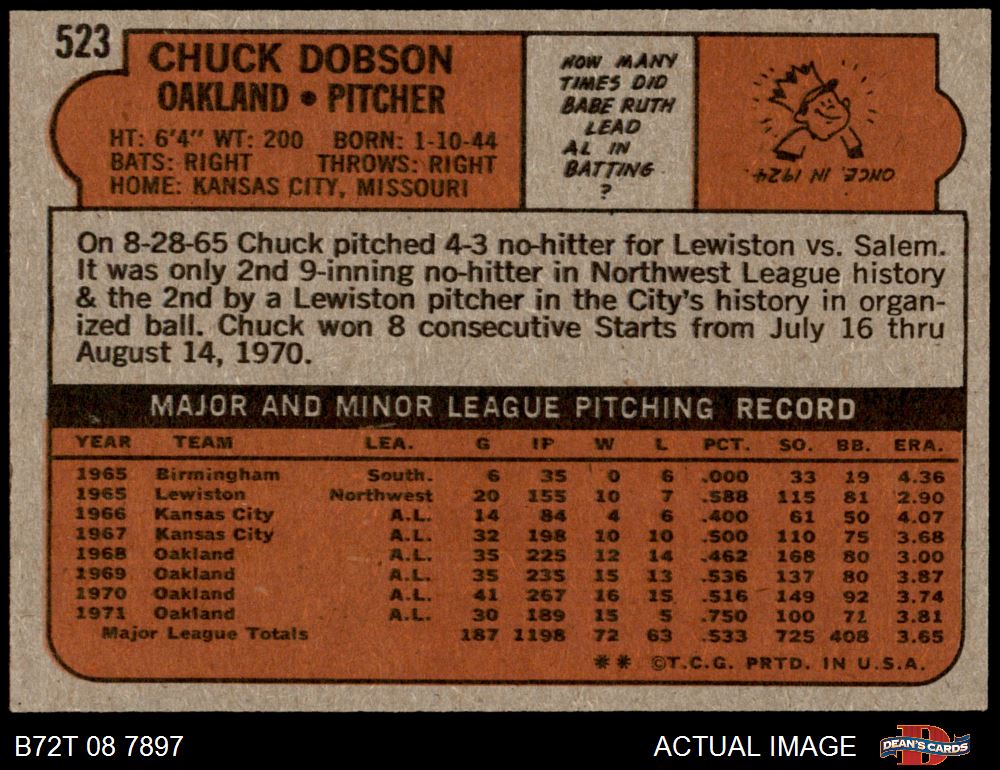 523
CHUCK DOBSON
OAKLAND • PITCHER
HT: 6'4" WT: 200 BORN: 1-10-44
BATS: RIGHT THROWS: RIGHT
HOME: KANSAS CITY, MISSOURI
HOW MANY
TIMES DID
BABE RUTH
LEAD
AL IN
BATTING
?
ONCE. IN 1924.
On 8-28-65 Chuck pitched 4-3 no-hitter for Lewiston vs. Salem.
It was only 2nd 9-inning no-hitter in Northwest League history
& the 2nd by a Lewiston pitcher in the City's history in organ-
ized ball. Chuck won 8 consecutive Starts from July 16 thru
August 14, 1970.
MAJOR AND MINOR LEAGUE PITCHING RECORD
YEAR TEAM LEA. G IP W L PCT. SO. BB. ERA.
1965 Birmingham South. 6 35 0 6 .000 33 19 4.36
1965 Lewiston Northwest 20 155 10 7 .588 115 81 2.90
1966 Kansas City A.L. 14 84 4 6 .400 61 50 4.07
1967 Kansas City A.L. 32 198 10 10 .500 110 75 3.68
1968 Oakland A.L. 35 225 12 14 .462 168 80 3.00
1969 Oakland A.L. 35 235 15 13 .536 137 80 3.87
1970 Oakland A.L. 41 267 16 15 .516 149 92 3.74
1971 Oakland A.L. 30 189 15 5 .750 100 71 3.81
Major League Totals 187 1198 72 63 .533 725 408 3.65
** ©T.C.G. PRTD. IN U.S.A.
B72T 08 7897 ACTUAL IMAGE D DEAN'S CARDS